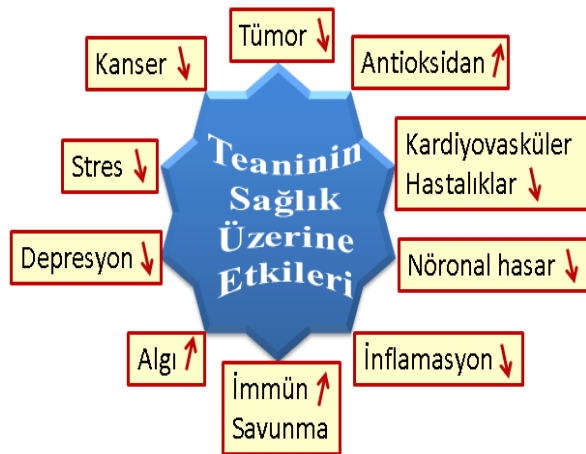 Teaninin
Sağlık
Üzerine
Etkileri
Tümor ↓
Antioksidan ↑
Kardiyovasküler
Hastalıklar ↓
Nöronal hasar ↓
İnflamasyon ↓
İmmün ↑
Savunma
Algı ↑
Depresyon ↓
Stres ↓
Kanser ↓